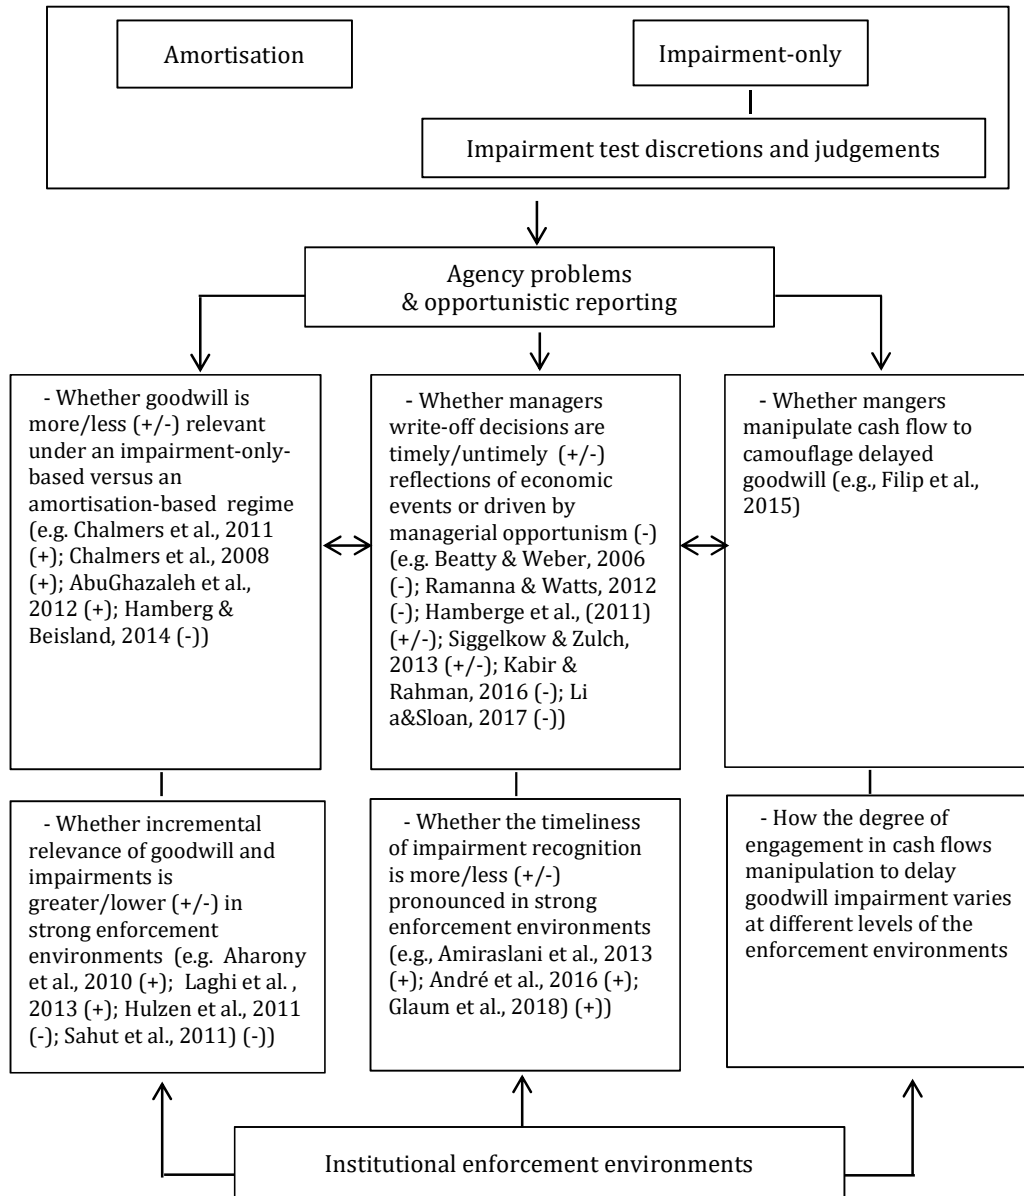 Amortisation
Impairment-only
Impairment test discretions and judgements
Agency problems
& opportunistic reporting
- Whether goodwill is
more/less (+/-) relevant
under an impairment-only-
based versus an
amortisation-based regime
(e.g. Chalmers et al., 2011
(+); Chalmers et al., 2008
(+); AbuGhazaleh et al.,
2012 (+); Hamberg &
Beisland, 2014 (-))
- Whether managers
write-off decisions are
timely/untimely (+/-)
reflections of economic
events or driven by
managerial opportunism (-)
(e.g. Beatty & Weber, 2006
(-); Ramanna & Watts, 2012
(-); Hamberge et al., (2011)
(+/-); Siggelkow & Zulch,
2013 (+/-); Kabir &
Rahman, 2016 (-); Li
a&Sloan, 2017 (-))
- Whether mangers
manipulate cash flow to
camouflage delayed
goodwill (e.g., Filip et al.,
2015)
- Whether incremental
relevance of goodwill and
impairments is
greater/lower (+/-) in
strong enforcement
environments (e.g. Aharony
et al., 2010 (+); Laghi et al. ,
2013 (+); Hulzen et al., 2011
(-); Sahut et al., 2011) (-))
- Whether the timeliness
of impairment recognition
is more/less (+/-)
pronounced in strong
enforcement environments
(e.g., Amiraslani et al., 2013
(+); André et al., 2016 (+);
Glaum et al., 2018) (+))
- How the degree of
engagement in cash flows
manipulation to delay
goodwill impairment varies
at different levels of the
enforcement environments
Institutional enforcement environments